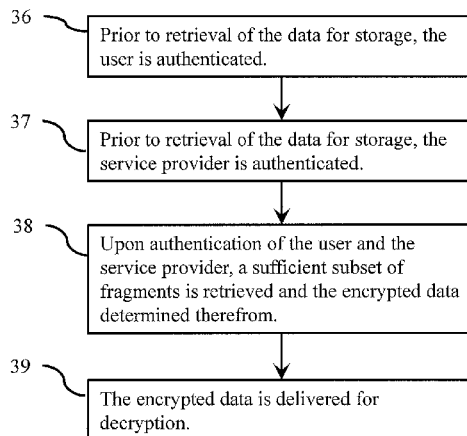 36
Prior to retrieval of the data for storage, the
user is authenticated.
37
Prior to retrieval of the data for storage, the
service provider is authenticated.
38
Upon authentication of the user and the
service provider, a sufficient subset of
fragments is retrieved and the encrypted data
determined therefrom.
39
The encrypted data is delivered for
decryption.